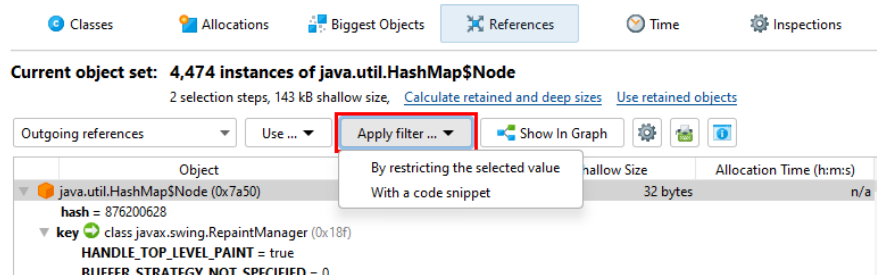 Classes Allocations Biggest Objects References Time Inspections
Current object set: 4,474 instances of java.util.HashMap$Node
2 selection steps, 143 kB shallow size, Calculate retained and deep sizes Use retained objects
Outgoing references Use ... Apply filter ... Show In Graph
Object hallow Size Allocation Time (h:m:s)
By restricting the selected value
With a code snippet
java.util.HashMap$Node (0x7a50) 32 bytes n/a
hash = 876200628
key class javax.swing.RepaintManager (0x18f)
HANDLE_TOP_LEVEL_PAINT = true
BUFFER_STRATEGY_NOT_SPECIFIED = 0